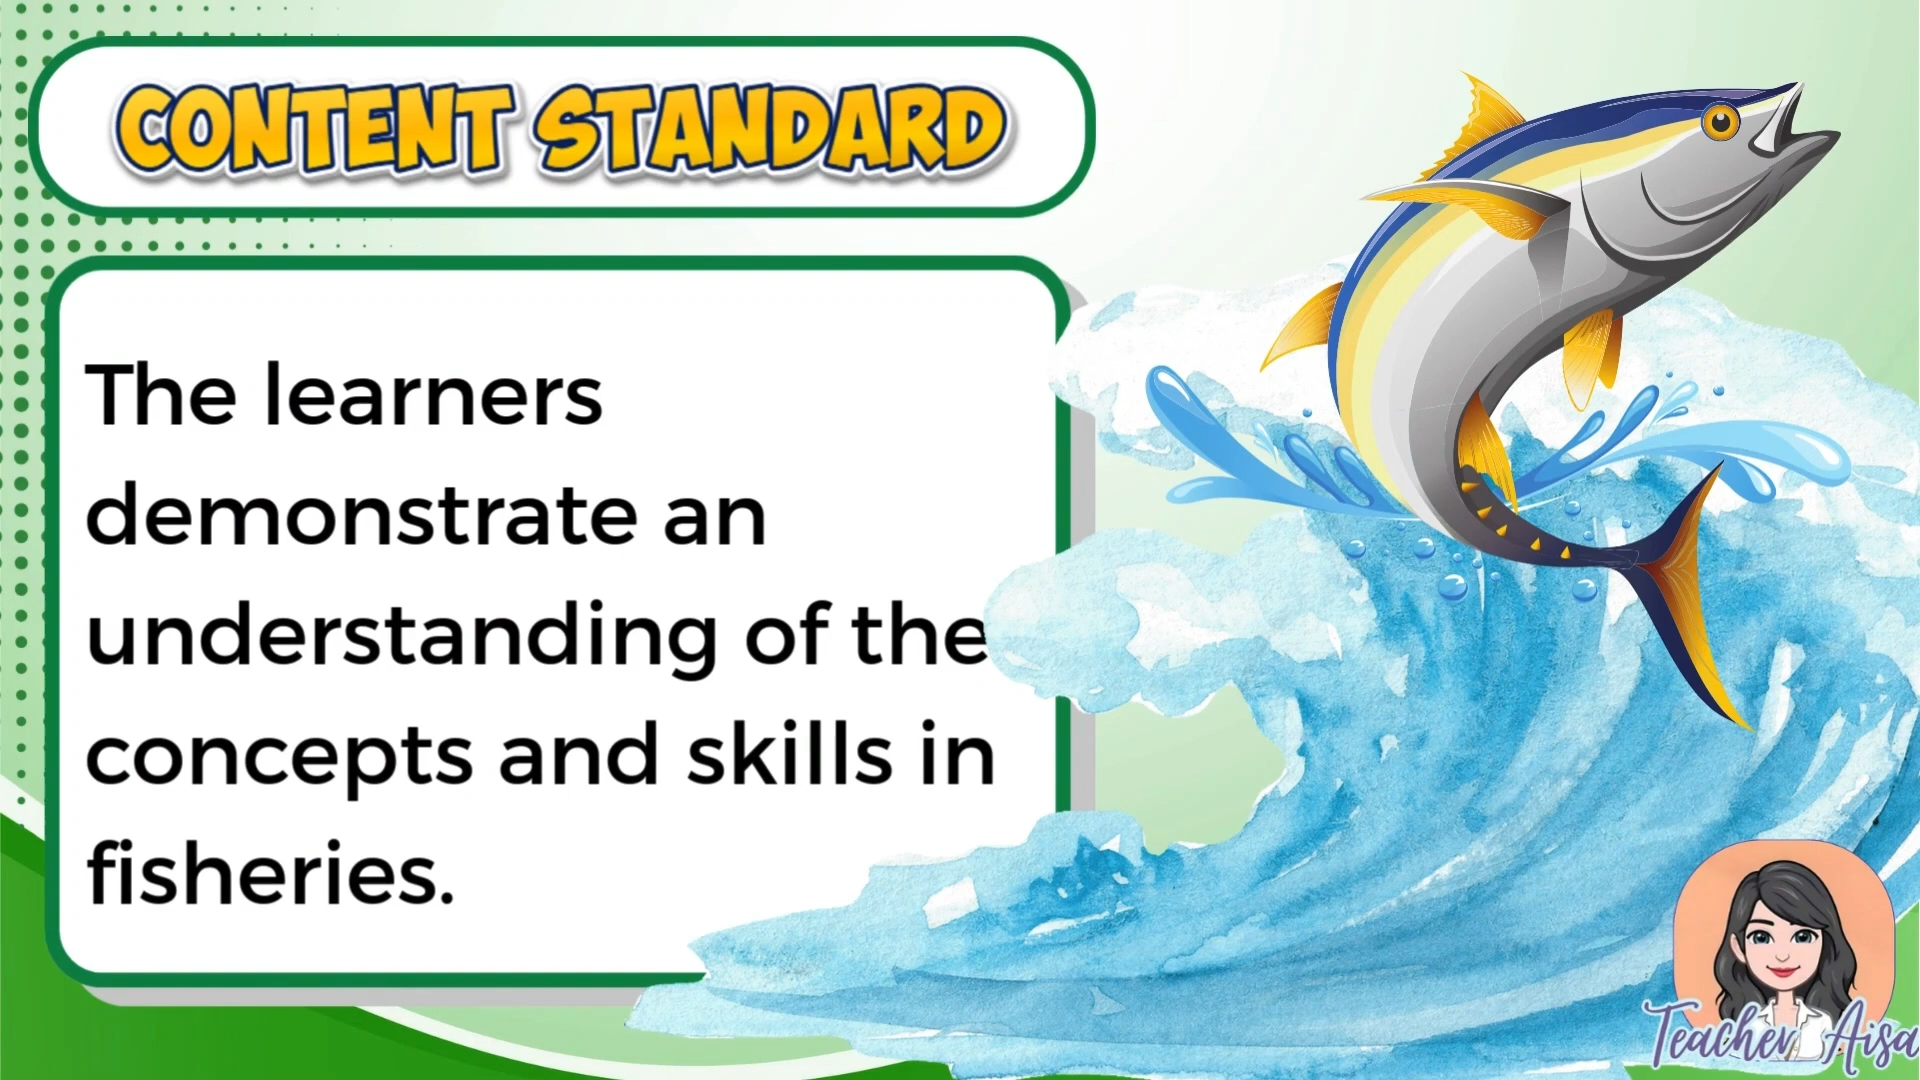 CONTENT STANDARD
The learners
demonstrate an
understanding of the
concepts and skills in
fisheries.
Teacher Aisa